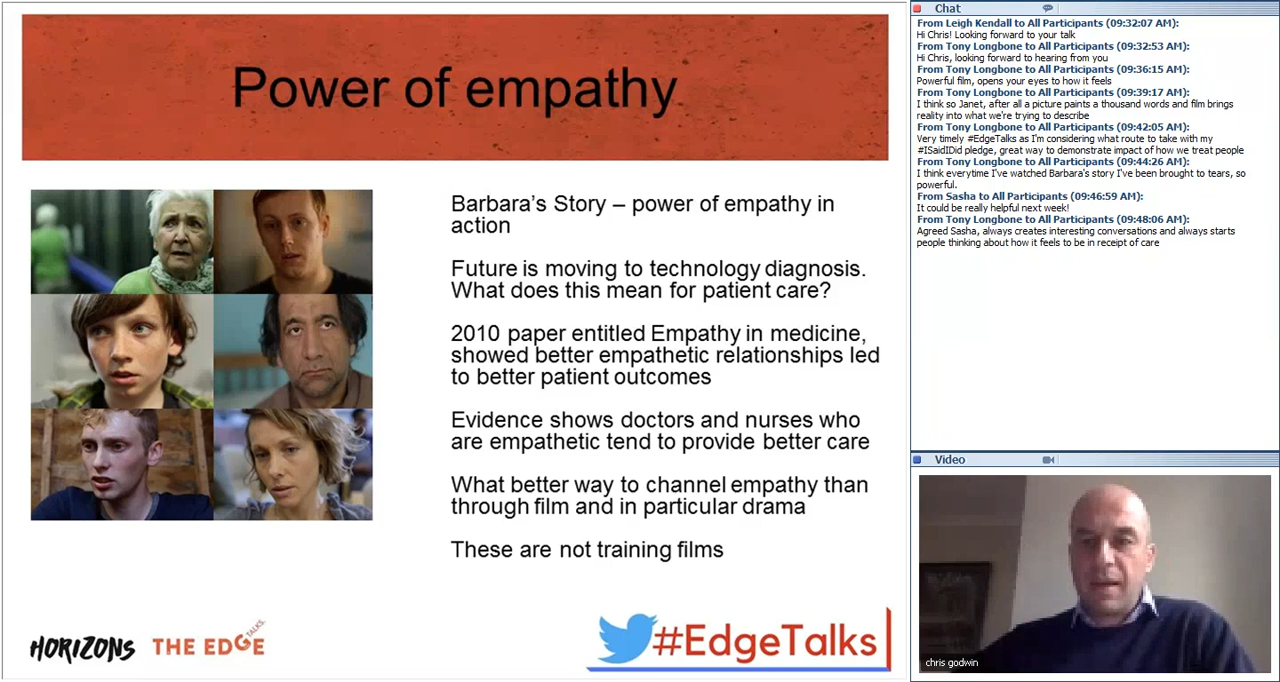 Power of empathy
Barbara's Story – power of empathy in
action
Future is moving to technology diagnosis.
What does this mean for patient care?
2010 paper entitled Empathy in medicine,
showed better empathetic relationships led
to better patient outcomes
Evidence shows doctors and nurses who
are empathetic tend to provide better care
What better way to channel empathy than
through film and in particular drama
These are not training films
HORIZONS
THE EDGE
TALKS.
#EdgeTalks
Chat
From Leigh Kendall to All Participants (09:32:07 AM):
Hi Chris! Looking forward to your talk
From Tony Longbone to All Participants (09:32:53 AM):
Hi Chris, looking forward to hearing from you
From Tony Longbone to All Participants (09:36:15 AM):
Powerful film, opens your eyes to how it feels
From Tony Longbone to All Participants (09:39:17 AM):
I think so Janet, after all a picture paints a thousand words and film brings
reality into what we're trying to describe
From Tony Longbone to All Participants (09:42:05 AM):
Very timely #EdgeTalks as I'm considering what route to take with my
#ISaidIDid pledge, great way to demonstrate impact of how we treat people
From Tony Longbone to All Participants (09:44:26 AM):
I think everytime I've watched Barbara's story I've been brought to tears, so
powerful.
From Sasha to All Participants (09:46:59 AM):
It could be really helpful next week!
From Tony Longbone to All Participants (09:48:06 AM):
Agreed Sasha, always creates interesting conversations and always starts
people thinking about how it feels to be in receipt of care
Video
chris godwin